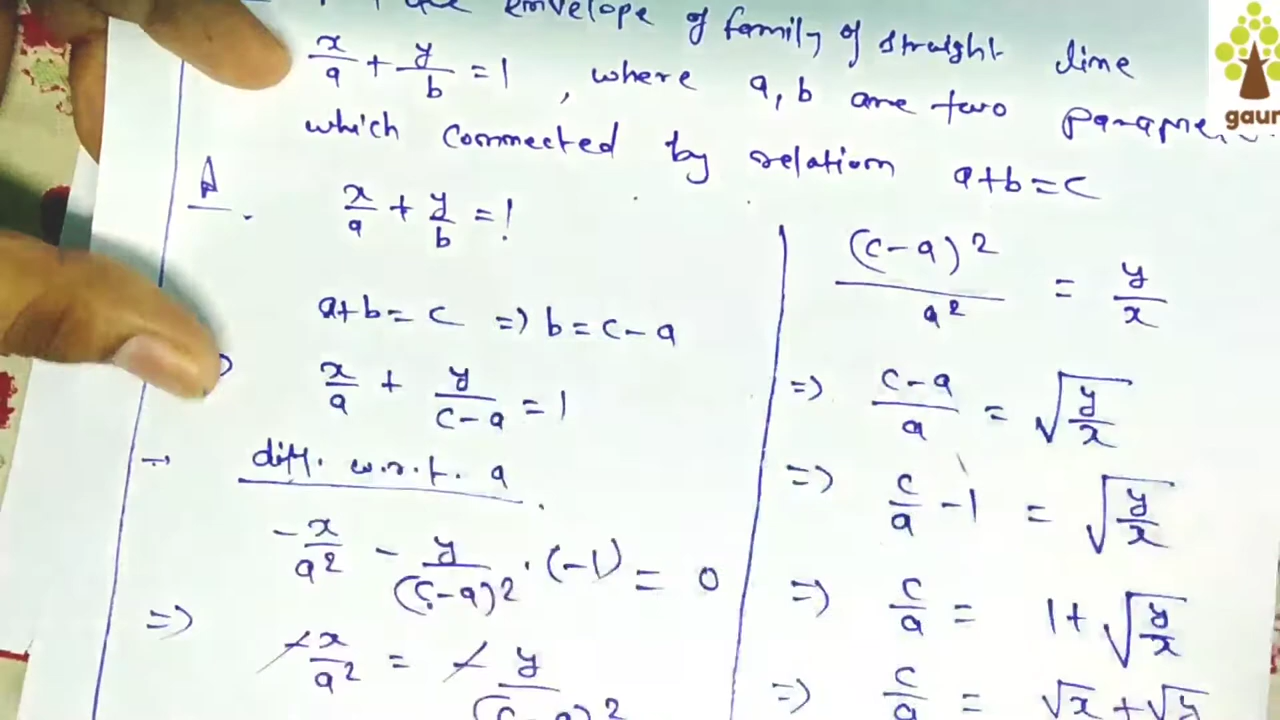 the envelope of family of straight line
x/a + y/b = 1 , where a, b are two
which connected by relation a+b=c
A.
x/a + y/b = 1
a+b = c => b = c-a
x/a + y/(c-a) = 1
diff. w.r.t. a
-x/a² - y/(c-a)² · (-1) = 0
=> -x/a² = - y/(c-a)²
(c-a)²/a² = y/x
=> (c-a)/a = √(y/x)
=> c/a - 1 = √(y/x)
=> c/a = 1+ √(y/x)
=> c/a = √x + √y
gaur